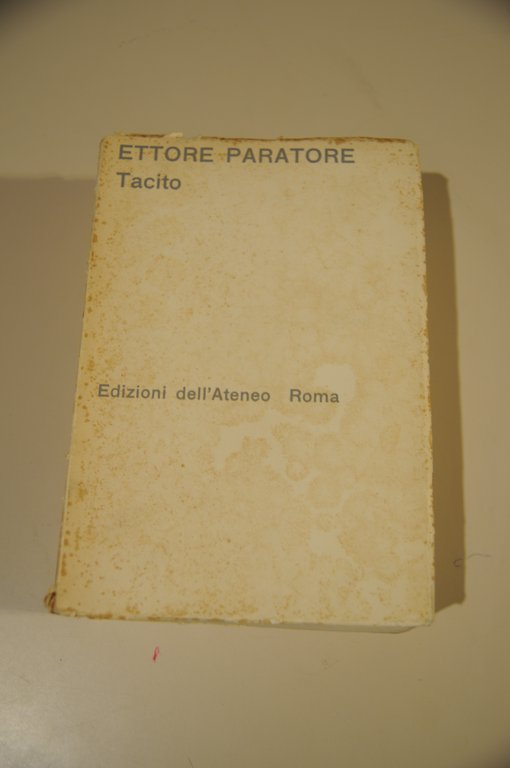 ETTORE PARATORE
Tacito
Edizioni dell'Ateneo Roma